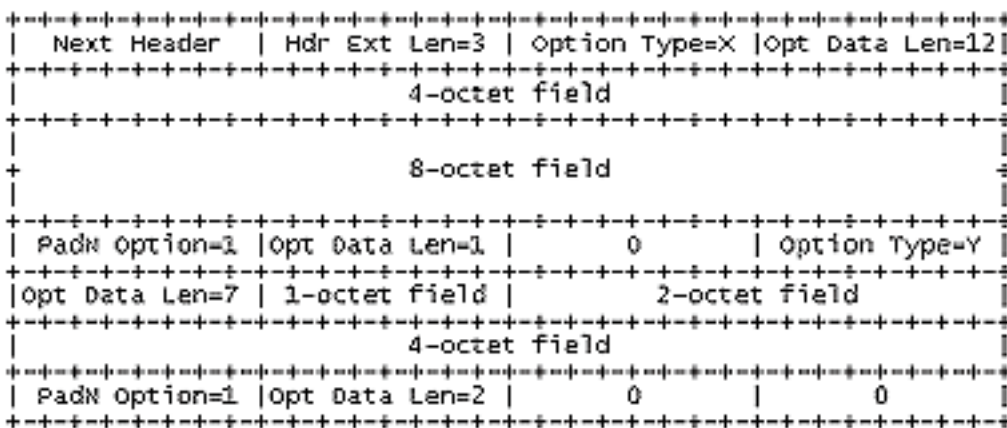 +-+-+-+-+-+-+-+-+-+-+-+-+-+-+-+-+-+-+-+-+-+-+-+-+-+-+-+-+-+-+-+-+
| Next Header | Hdr Ext Len=3 | Option Type=X |Opt Data Len=12|
+-+-+-+-+-+-+-+-+-+-+-+-+-+-+-+-+-+-+-+-+-+-+-+-+-+-+-+-+-+-+-+-+
| 4-octet field |
+-+-+-+-+-+-+-+-+-+-+-+-+-+-+-+-+-+-+-+-+-+-+-+-+-+-+-+-+-+-+-+-+
| |
+ 8-octet field +
| |
+-+-+-+-+-+-+-+-+-+-+-+-+-+-+-+-+-+-+-+-+-+-+-+-+-+-+-+-+-+-+-+-+
| PadN Option=1 |Opt Data Len=1 | 0 | Option Type=Y |
+-+-+-+-+-+-+-+-+-+-+-+-+-+-+-+-+-+-+-+-+-+-+-+-+-+-+-+-+-+-+-+-+
|Opt Data Len=7 | 1-octet field | 2-octet field |
+-+-+-+-+-+-+-+-+-+-+-+-+-+-+-+-+-+-+-+-+-+-+-+-+-+-+-+-+-+-+-+-+
| 4-octet field |
+-+-+-+-+-+-+-+-+-+-+-+-+-+-+-+-+-+-+-+-+-+-+-+-+-+-+-+-+-+-+-+-+
| PadN Option=1 |Opt Data Len=2 | 0 | 0 |
+-+-+-+-+-+-+-+-+-+-+-+-+-+-+-+-+-+-+-+-+-+-+-+-+-+-+-+-+-+-+-+-+